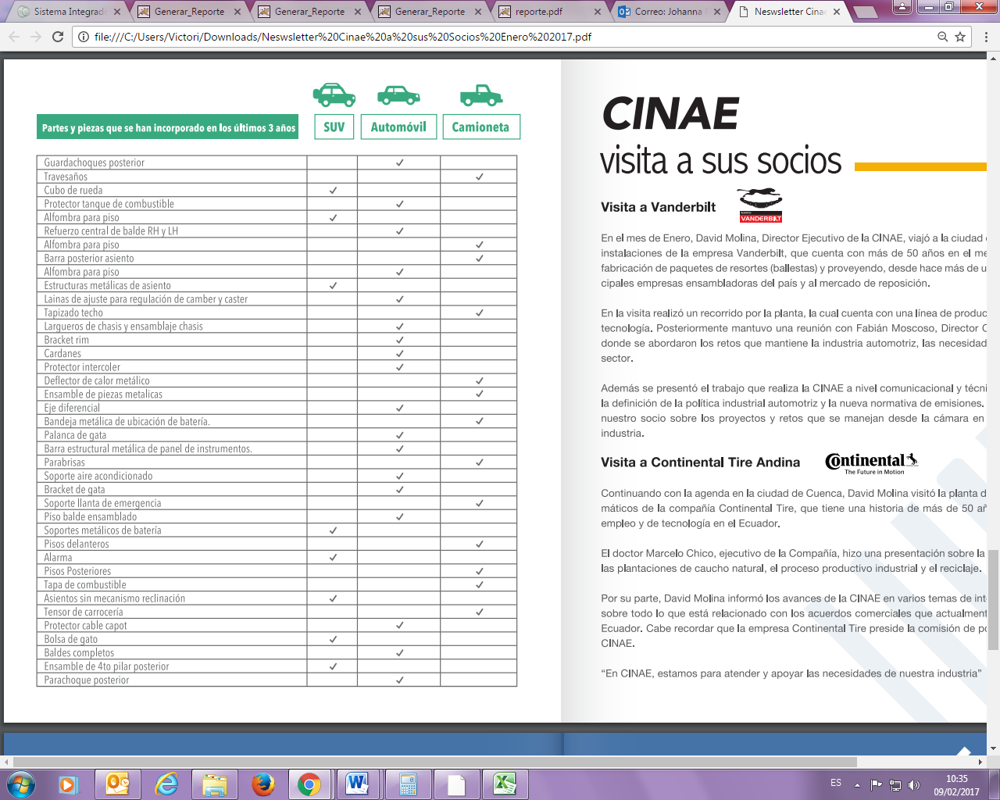 Sistema Integrad
Generar_Reporte
Generar_Reporte
Generar_Reporte
reporte.pdf
Correo: Johanna
Neswsletter Cinae
file:///C:/Users/Victori/Downloads/Neswsletter%20Cinae%20a%20sus%20Socios%20Enero%202017.pdf
Partes y piezas que se han incorporado en los últimos 3 años
SUV
Automóvil
Camioneta
Guardachoques posterior ✓
Travesaños ✓
Cubo de rueda ✓
Protector tanque de combustible ✓
Alfombra para piso ✓
Refuerzo central de balde RH y LH ✓
Alfombra para piso ✓
Barra posterior asiento ✓
Alfombra para piso ✓
Estructuras metálicas de asiento ✓
Lainas de ajuste para regulación de camber y caster ✓
Tapizado techo ✓
Largueros de chasis y ensamblaje chasis ✓
Bracket rim ✓
Cardanes ✓
Protector intercoler ✓
Deflector de calor metálico ✓
Ensamble de piezas metalicas ✓
Eje diferencial ✓
Bandeja metálica de ubicación de batería. ✓
Palanca de gata ✓
Barra estructural metálica de panel de instrumentos. ✓
Parabrisas ✓
Soporte aire acondicionado ✓
Bracket de gata ✓
Soporte llanta de emergencia ✓
Piso balde ensamblado ✓
Soportes metálicos de batería ✓
Pisos delanteros ✓
Alarma ✓
Pisos Posteriores ✓
Tapa de combustible ✓
Asientos sin mecanismo reclinación ✓
Tensor de carrocería ✓
Protector cable capot ✓
Bolsa de gato ✓
Baldes completos ✓
Ensamble de 4to pilar posterior ✓
Parachoque posterior ✓
CINAE
visita a sus socios
Visita a Vanderbilt
VANDERBILT
En el mes de Enero, David Molina, Director Ejecutivo de la CINAE, viajó a la ciudad
instalaciones de la empresa Vanderbilt, que cuenta con más de 50 años en el me
fabricación de paquetes de resortes (ballestas) y proveyendo, desde hace más de u
cipales empresas ensambladoras del país y al mercado de reposición.
En la visita realizó un recorrido por la planta, la cual cuenta con una línea de produc
tecnología. Posteriormente mantuvo una reunión con Fabián Moscoso, Director C
donde se abordaron los retos que mantiene la industria automotriz, las necesidad
sector.
Además se presentó el trabajo que realiza la CINAE a nivel comunicacional y técni
la definición de la política industrial automotriz y la nueva normativa de emisiones.
nuestro socio sobre los proyectos y retos que se manejan desde la cámara en
industria.
Visita a Continental Tire Andina
Continental
The Future in Motion
Continuando con la agenda en la ciudad de Cuenca, David Molina visitó la planta d
máticos de la compañía Continental Tire, que tiene una historia de más de 50 añ
empleo y de tecnología en el Ecuador.
El doctor Marcelo Chico, ejecutivo de la Compañía, hizo una presentación sobre la
las plantaciones de caucho natural, el proceso productivo industrial y el reciclaje.
Por su parte, David Molina informó los avances de la CINAE en varios temas de int
sobre todo lo que está relacionado con los acuerdos comerciales que actualment
Ecuador. Cabe recordar que la empresa Continental Tire preside la comisión de po
CINAE.
“En CINAE, estamos para atender y apoyar las necesidades de nuestra industria”
ES
10:35
09/02/2017